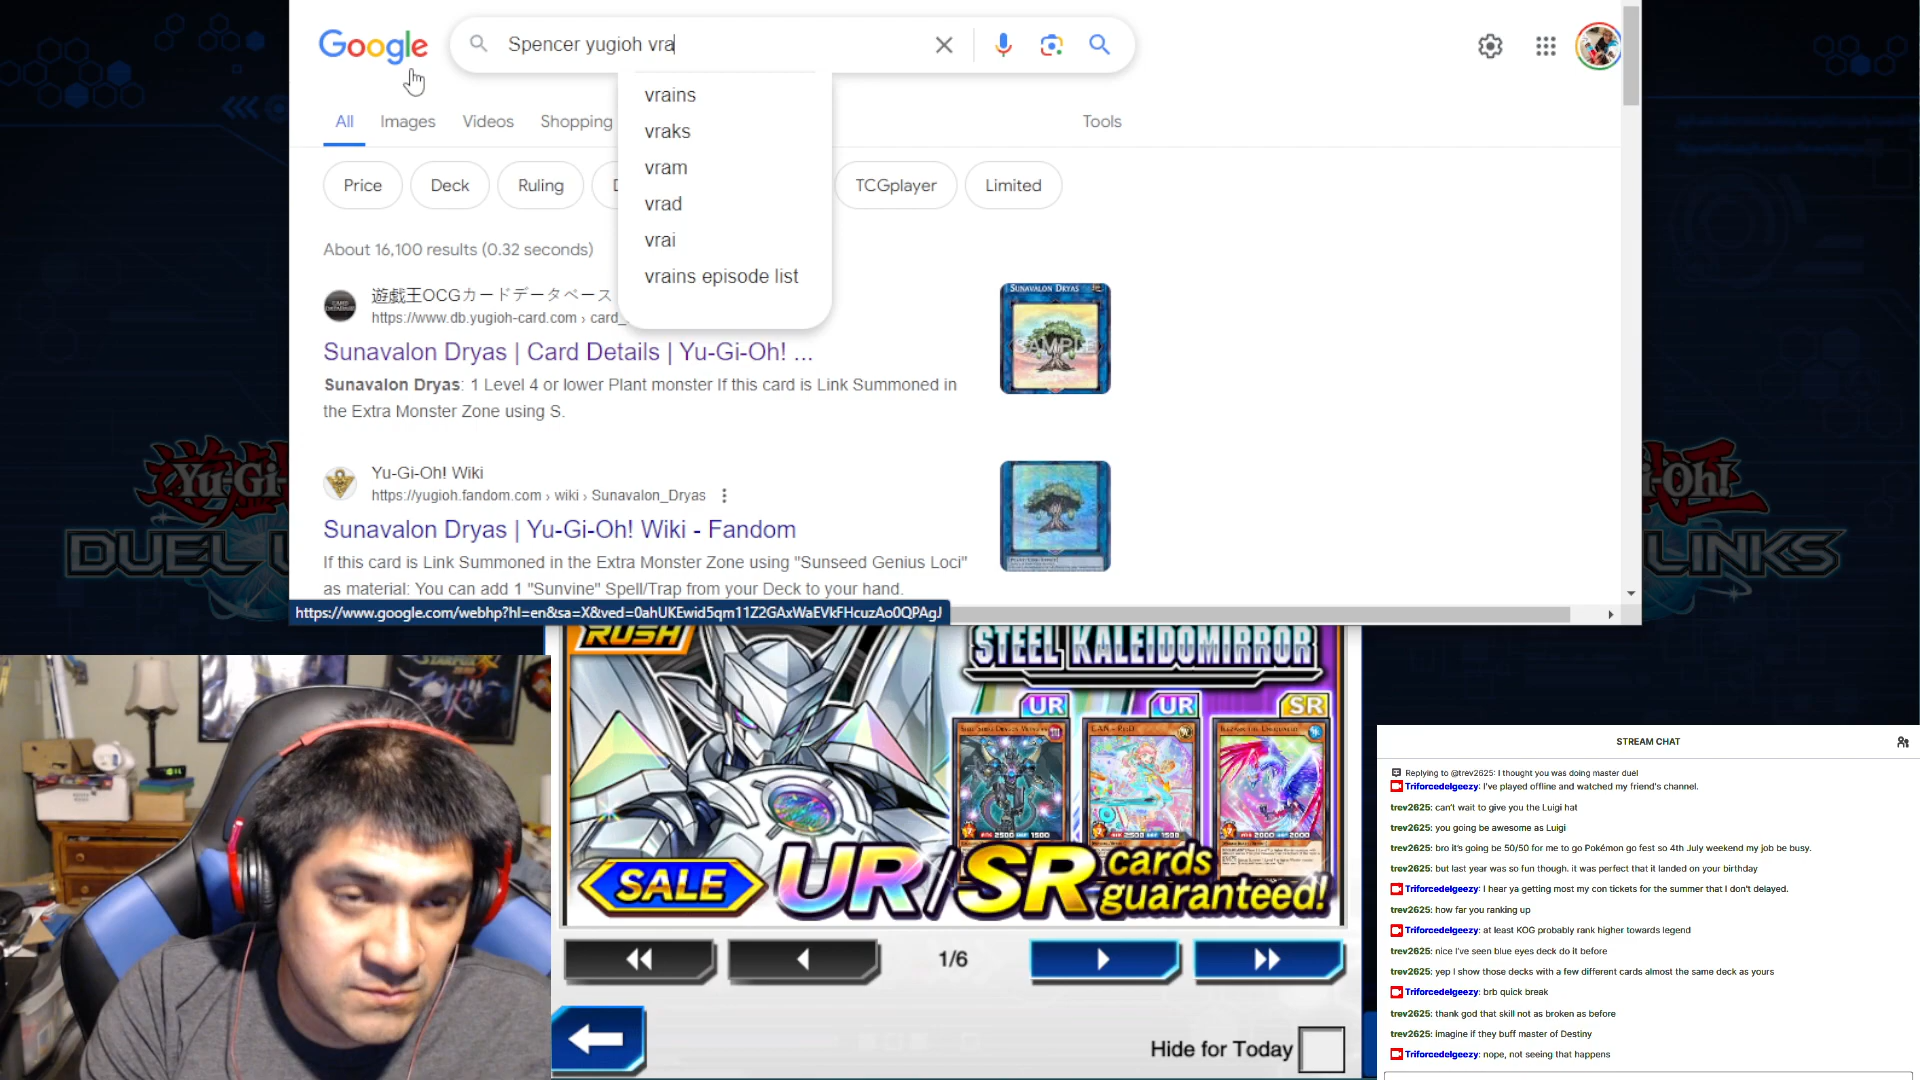 Google
Spencer yugioh vra
vrains
vraks
vram
vrad
vrai
vrains episode list
All Images Videos Shopping Tools
Price Deck Ruling TCGplayer Limited
About 16,100 results (0.32 seconds)
遊戯王OCGカードデータベース
https://www.db.yugioh-card.com › card_
Sunavalon Dryas | Card Details | Yu-Gi-Oh! ...
Sunavalon Dryas: 1 Level 4 or lower Plant monster If this card is Link Summoned in
the Extra Monster Zone using S.
SUNAVALON DRYAS
SAMPLE
Yu-Gi-Oh! Wiki
https://yugioh.fandom.com › wiki › Sunavalon_Dryas
Sunavalon Dryas | Yu-Gi-Oh! Wiki - Fandom
If this card is Link Summoned in the Extra Monster Zone using "Sunseed Genius Loci"
as material: You can add 1 "Sunvine" Spell/Trap from your Deck to your hand.
https://www.google.com/webhp?hl=en&sa=X&ved=0ahUKEwid5qm11Z2GAxWaEVkFHcuzAo0QPAgJ
Yu-Gi-
DUEL L
i-Oh!
LINKS
RUSH
STEEL KALEIDOMIRROR
UR UR SR
SALE UR/SR cards guaranteed!
1/6
Hide for Today
STREAM CHAT
Replying to @trev2625: I thought you was doing master duel
Triforcedelgeezy: I've played offline and watched my friend's channel.
trev2625: can't wait to give you the Luigi hat
trev2625: you going be awesome as Luigi
trev2625: bro it's going be 50/50 for me to go Pokémon go fest so 4th July weekend my job be busy.
trev2625: but last year was so fun though. it was perfect that it landed on your birthday
Triforcedelgeezy: I hear ya getting most my con tickets for the summer that I don't delayed.
trev2625: how far you ranking up
Triforcedelgeezy: at least KOG probably rank higher towards legend
trev2625: nice I've seen blue eyes deck do it before
trev2625: yep I show those decks with a few different cards almost the same deck as yours
Triforcedelgeezy: brb quick break
trev2625: thank god that skill not as broken as before
trev2625: imagine if they buff master of Destiny
Triforcedelgeezy: nope, not seeing that happens